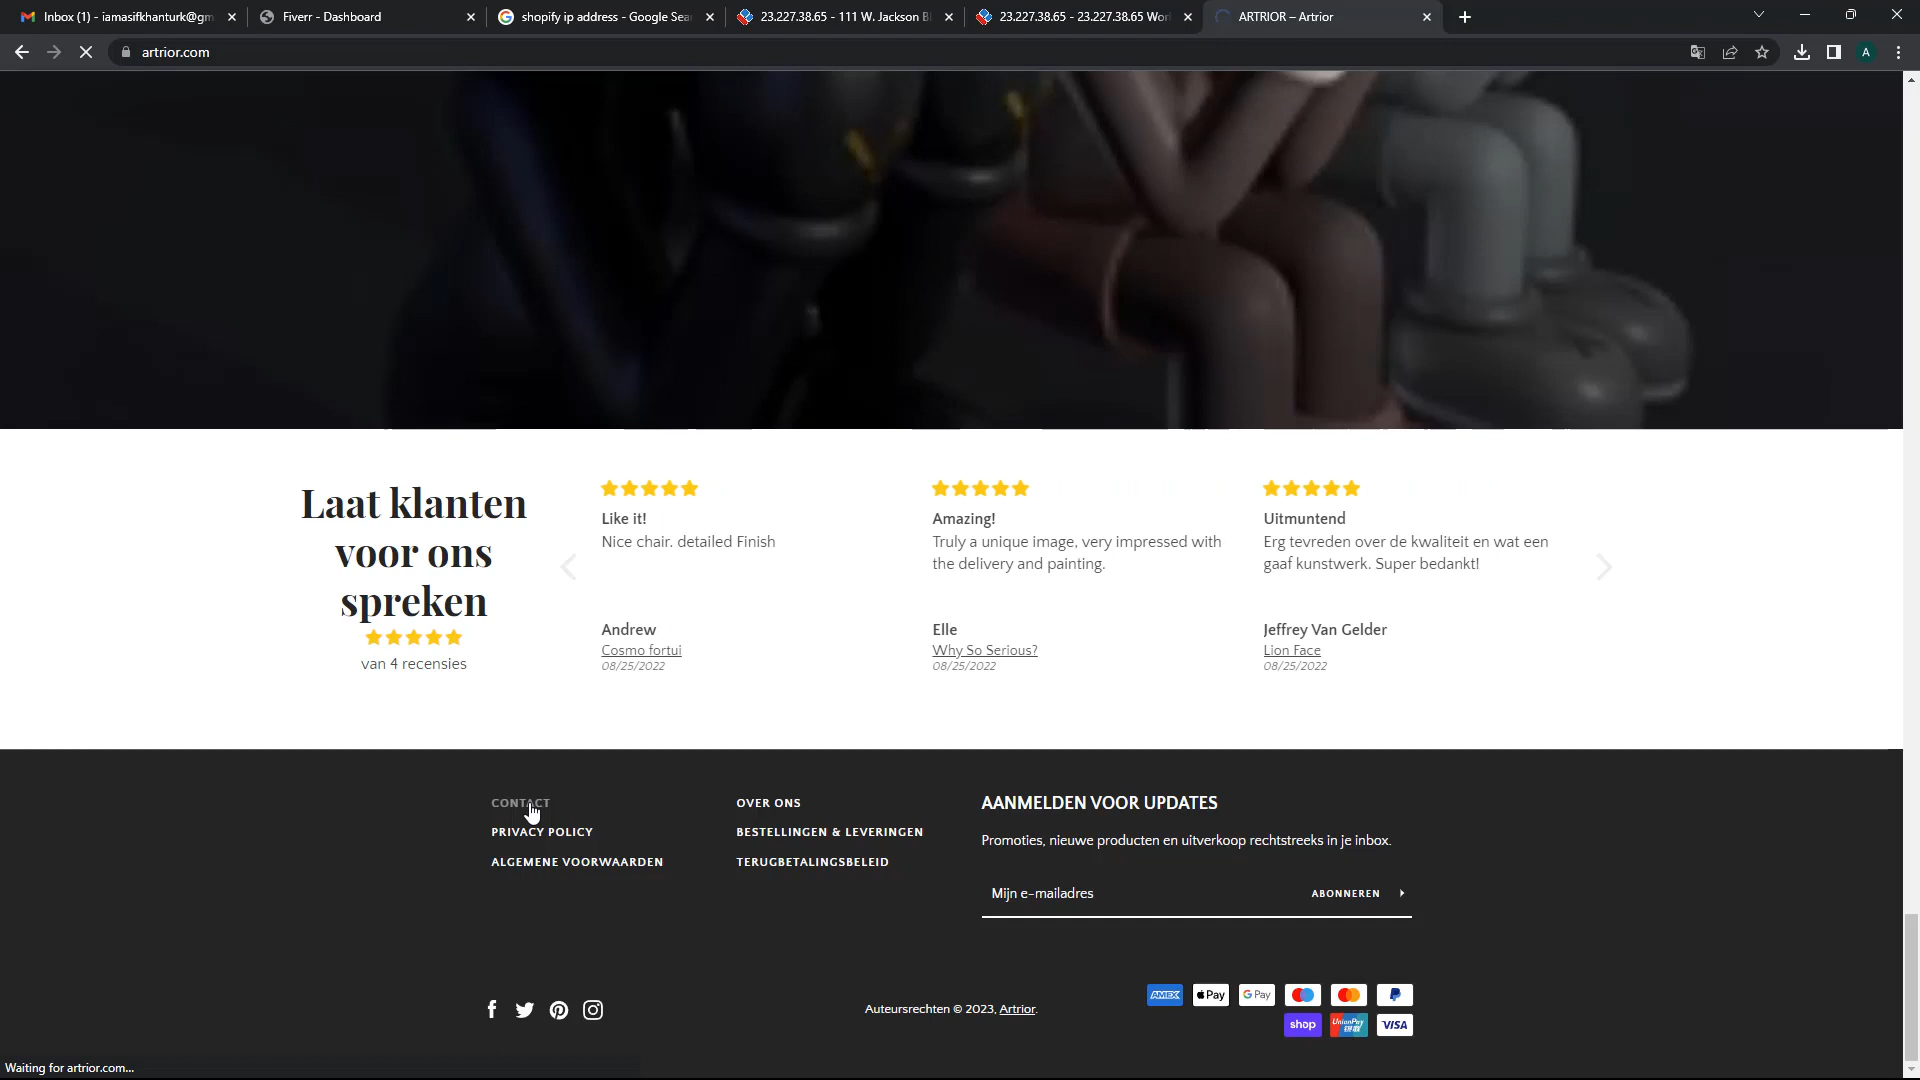 Inbox (1) - iamasifkhanturk@gm
Fiverr - Dashboard
shopify ip address - Google Sea
23.227.38.65 - 111 W. Jackson B
23.227.38.65 - 23.227.38.65 Wor
ARTRIOR – Artrior
artrior.com
A
Laat klanten
voor ons
spreken
van 4 recensies
Like it!
Nice chair. detailed Finish
Andrew
Cosmo fortui
08/25/2022
Amazing!
Truly a unique image, very impressed with
the delivery and painting.
Elle
Why So Serious?
08/25/2022
Uitmuntend
Erg tevreden over de kwaliteit en wat een
gaaf kunstwerk. Super bedankt!
Jeffrey Van Gelder
Lion Face
08/25/2022
CONTACT
PRIVACY POLICY
ALGEMENE VOORWAARDEN
OVER ONS
BESTELLINGEN & LEVERINGEN
TERUGBETALINGSBELEID
AANMELDEN VOOR UPDATES
Promoties, nieuwe producten en uitverkoop rechtstreeks in je inbox.
Mijn e-mailadres
ABONNEREN
Auteursrechten © 2023, Artrior.
AMEX Pay G Pay
shop UnionPay 银联 VISA
Waiting for artrior.com...